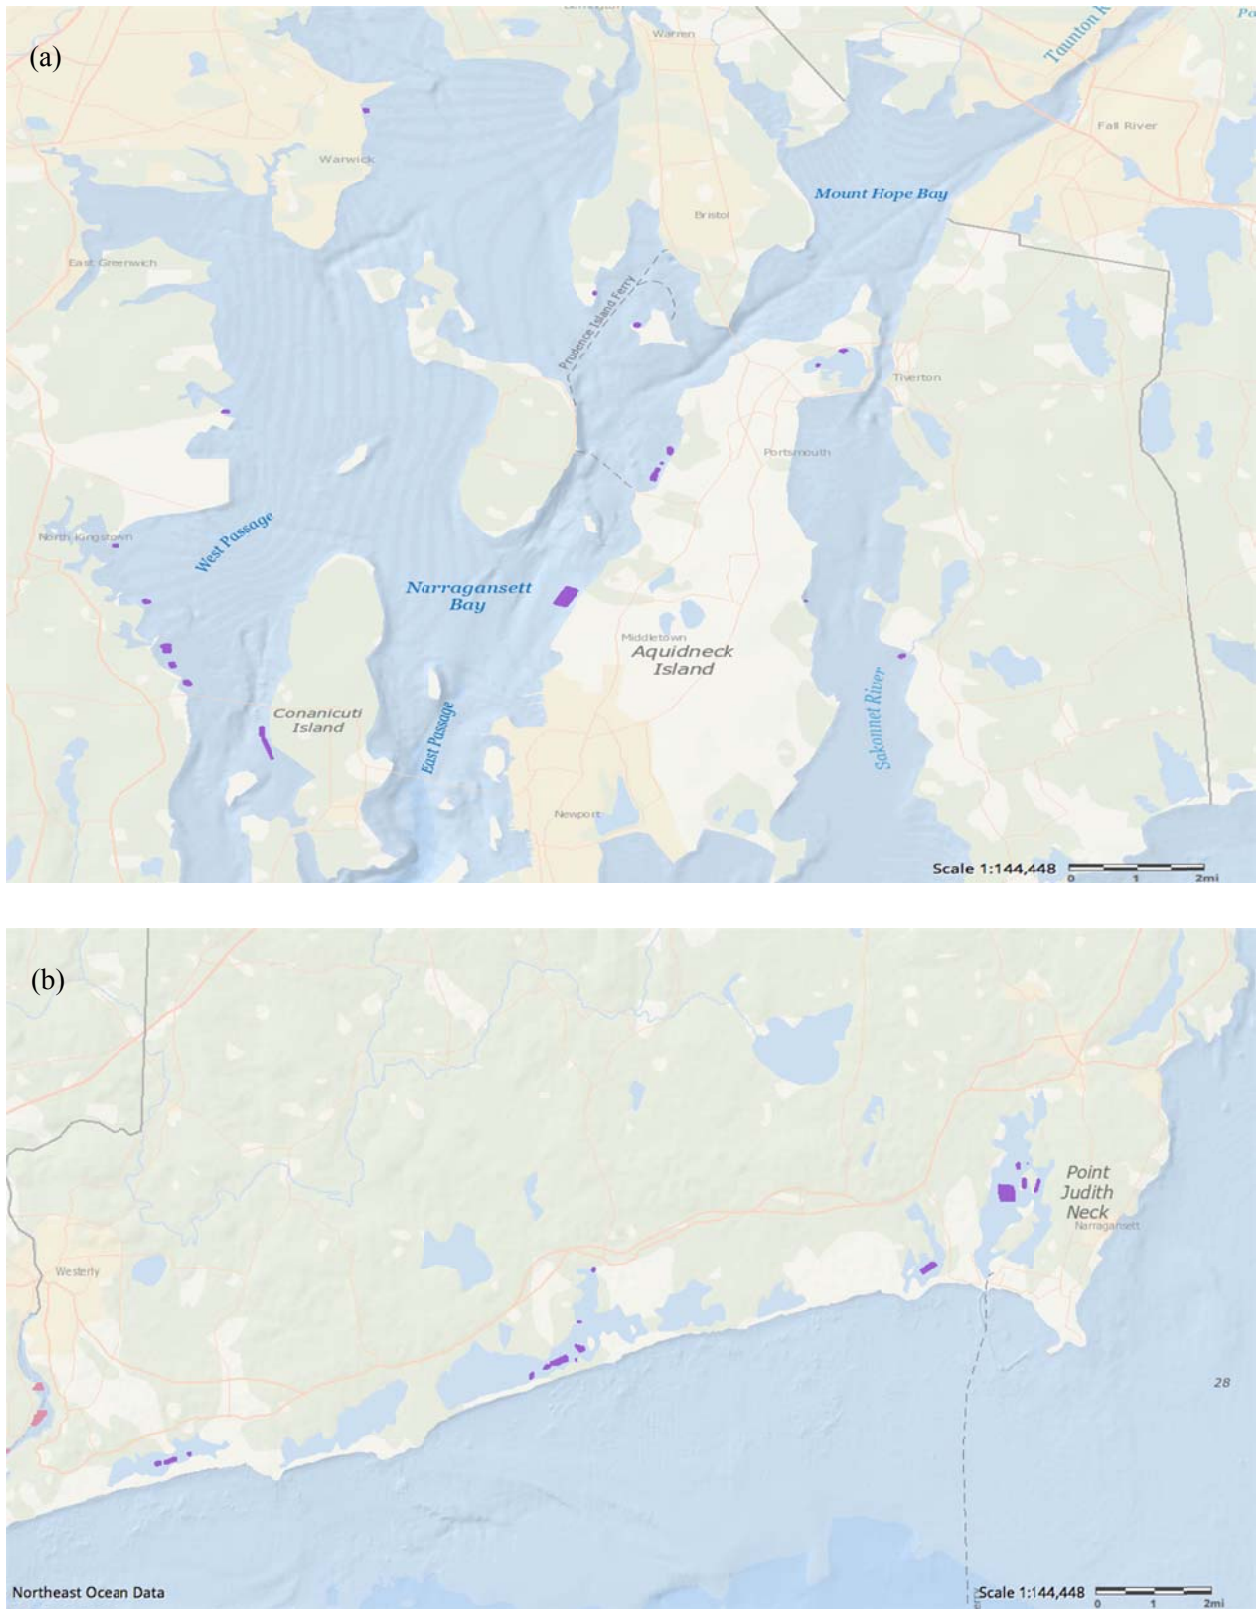 (a)
Warren
Taunton R
Fall River
Warwick
Mount Hope Bay
Bristol
East Greenwich
Prudence Island Ferry
Tiverton
Portsmouth
North Kingstown
West Passage
Narragansett
Bay
Middletown
Aquidneck
Island
Sakonnet River
Conanicuti
Island
East Passage
Newport
Scale 1:144,448
0 1 2mi
(b)
Point
Judith
Neck
Narragansett
Westerly
28
Northeast Ocean Data
Scale 1:144,448
0 1 2mi